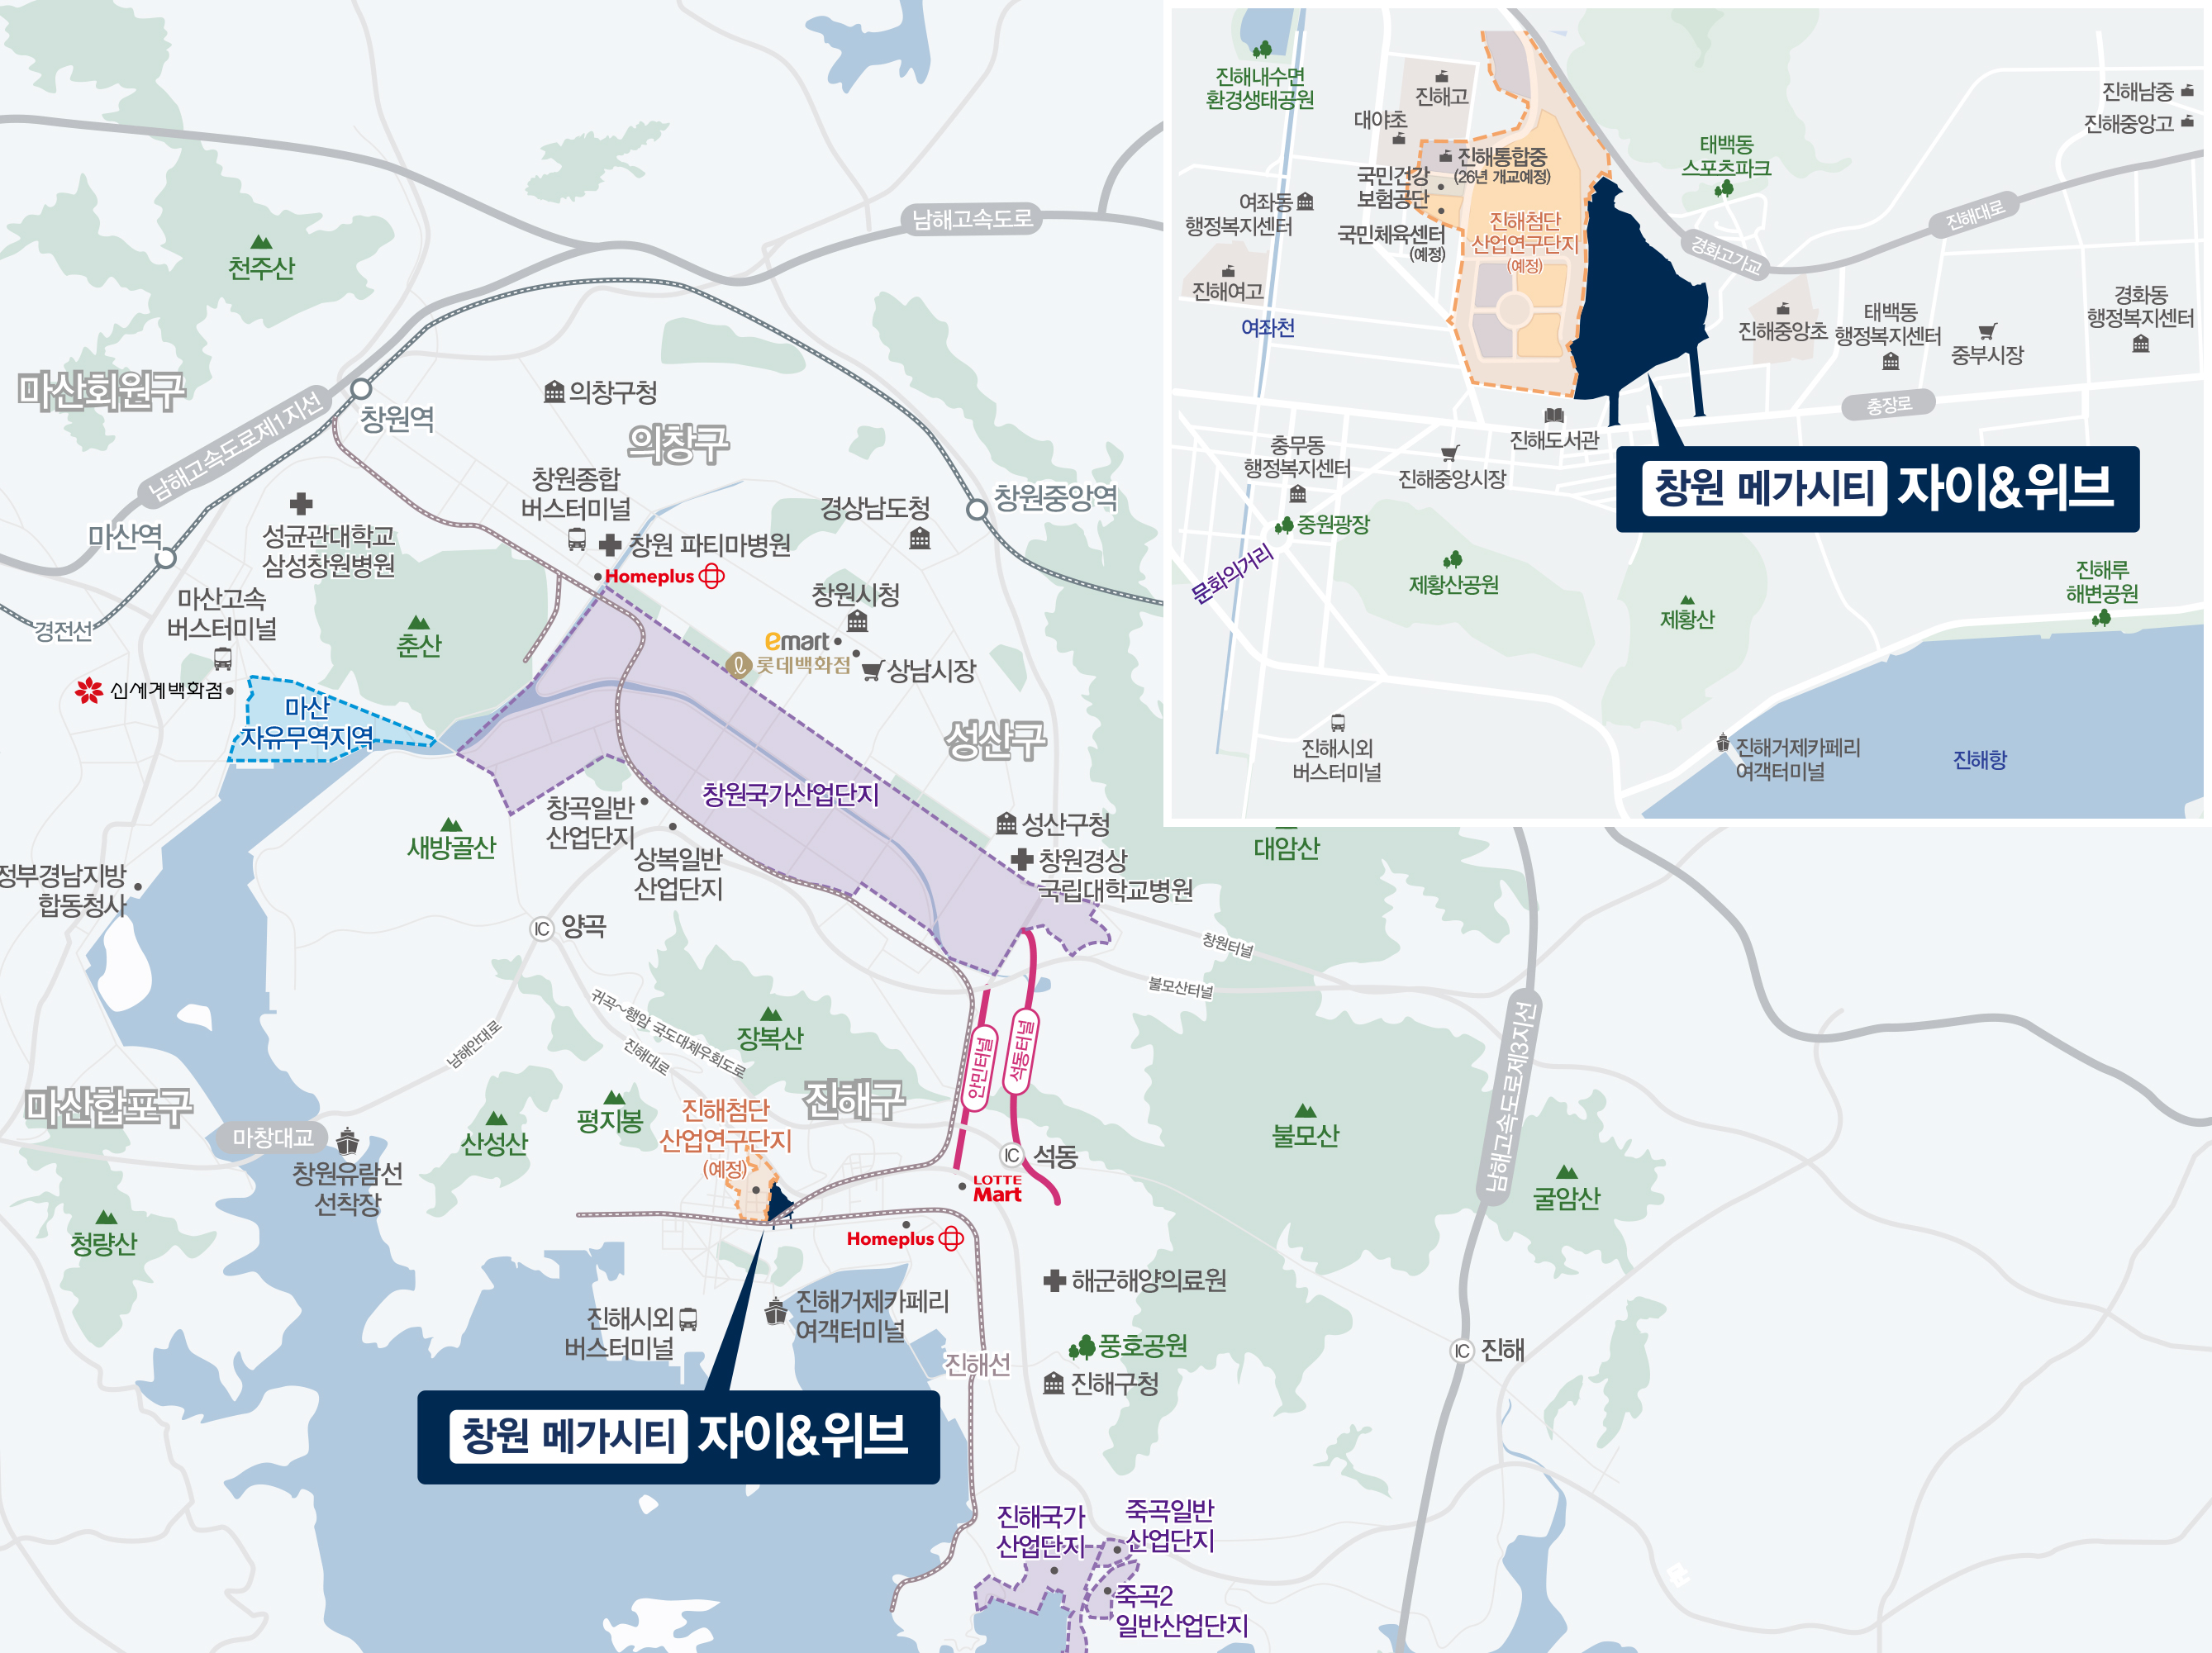 남해고속도로
천주산
마산회원구
남해고속도로제1지선
창원역
의창구청
의창구
창원종합
버스터미널
경상남도청
창원중앙역
마산역
성균관대학교
삼성창원병원
창원 파티마병원
Homeplus
마산고속
버스터미널
창원시청
경전선
춘산
emart
롯데백화점
상남시장
신세계백화점
마산
자유무역지역
성산구
창원국가산업단지
창곡일반
산업단지
상복일반
산업단지
새방골산
성산구청
창원경상
국립대학교병원
대암산
정부경남지방
합동청사
IC 양곡
창원터널
불모산터널
귀곡~행암 국도대체우회도로
진해대로
남해안대로
장복산
안민터널
석동터널
남해고속도로제3지선
마산합포구
진해구
평지봉
산성산
진해첨단
산업연구단지
(예정)
마창대교
창원유람선
선착장
IC 석동
LOTTE
Mart
불모산
굴암산
청량산
Homeplus
해군해양의료원
진해거제카페리
여객터미널
진해시외
버스터미널
풍호공원
진해구청
진해선
IC 진해
창원 메가시티 자이&위브
진해국가
산업단지
죽곡일반
산업단지
죽곡2
일반산업단지
진해내수면
환경생태공원
진해고
대야초
진해통합중
(26년 개교예정)
국민건강
보험공단
여좌동
행정복지센터
국민체육센터
(예정)
진해첨단
산업연구단지
(예정)
진해여고
여좌천
태백동
스포츠파크
진해남중
진해중앙고
진해대로
경화고가교
진해중앙초
태백동
행정복지센터
중부시장
경화동
행정복지센터
충장로
진해도서관
충무동
행정복지센터
진해중앙시장
창원 메가시티 자이&위브
중원광장
문화의거리
제황산공원
제황산
진해루
해변공원
진해시외
버스터미널
진해거제카페리
여객터미널
진해항